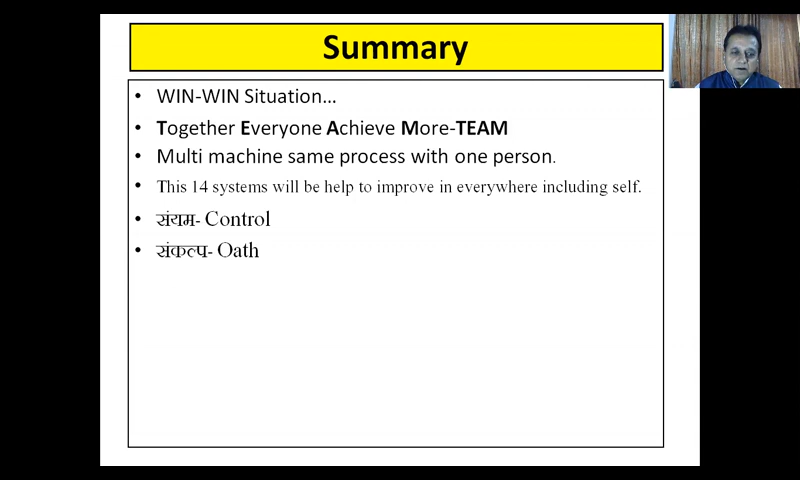 Summary
• WIN-WIN Situation...
• Together Everyone Achieve More-TEAM
• Multi machine same process with one person.
• This 14 systems will be help to improve in everywhere including self.
• संयम- Control
• संकल्प- Oath